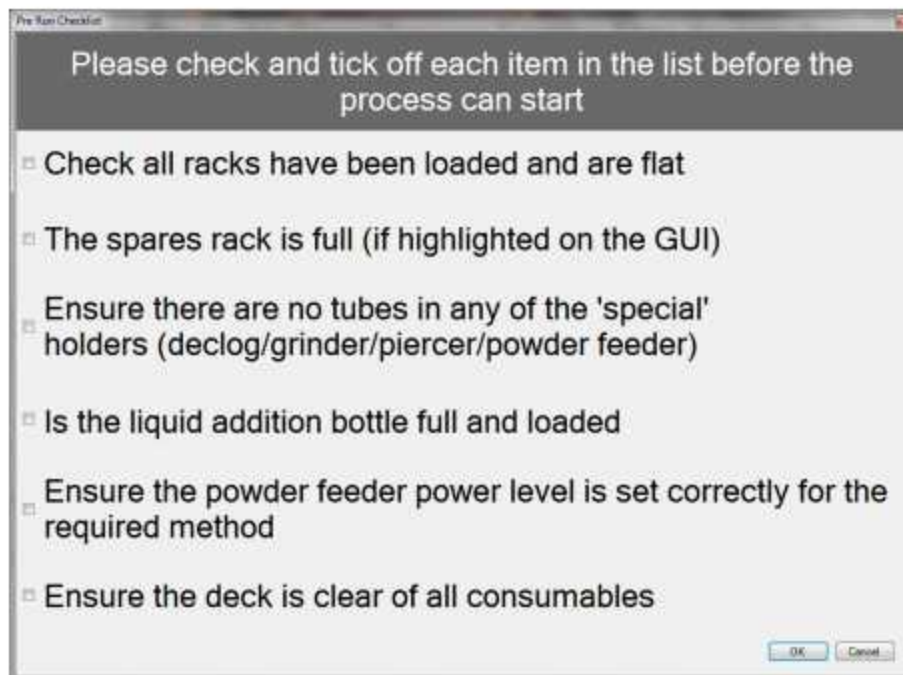 Pre Run Checklist
Please check and tick off each item in the list before the
process can start
Check all racks have been loaded and are flat
The spares rack is full (if highlighted on the GUI)
Ensure there are no tubes in any of the 'special'
holders (declog/grinder/piercer/powder feeder)
Is the liquid addition bottle full and loaded
Ensure the powder feeder power level is set correctly for the
required method
Ensure the deck is clear of all consumables
OK Cancel